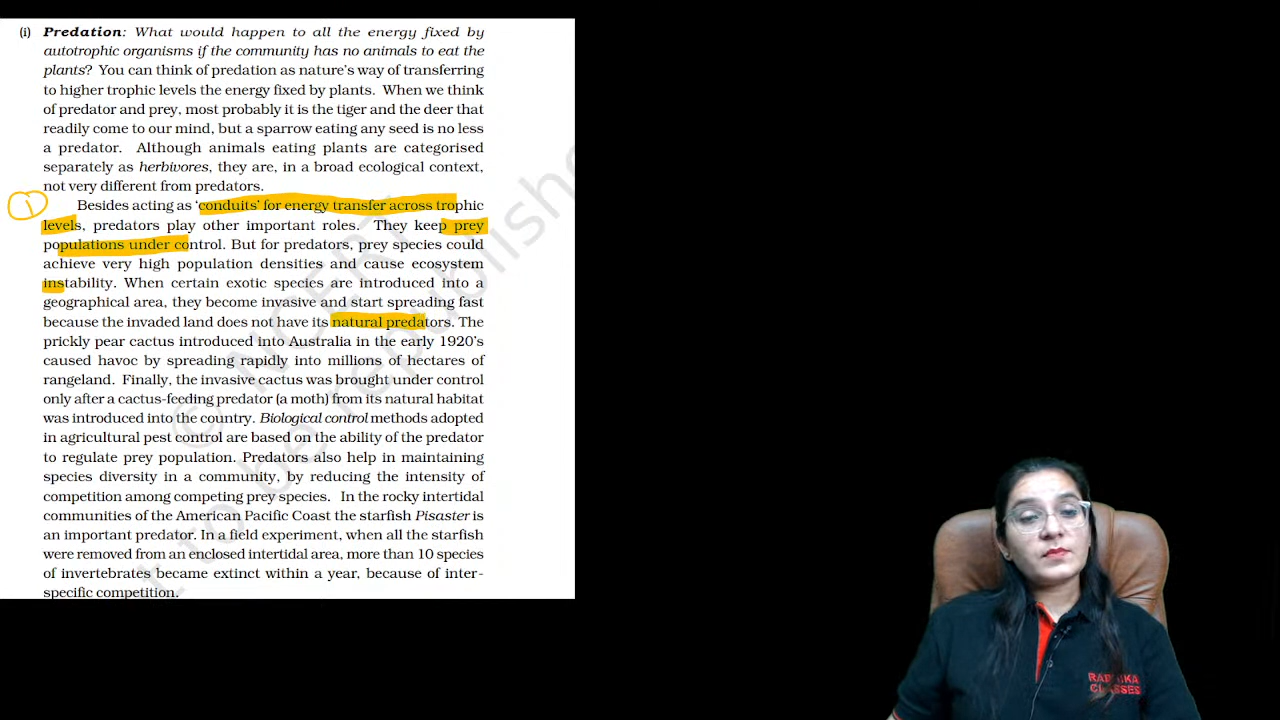 (i) Predation: What would happen to all the energy fixed by
autotrophic organisms if the community has no animals to eat the
plants? You can think of predation as nature's way of transferring
to higher trophic levels the energy fixed by plants. When we think
of predator and prey, most probably it is the tiger and the deer that
readily come to our mind, but a sparrow eating any seed is no less
a predator. Although animals eating plants are categorised
separately as herbivores, they are, in a broad ecological context,
not very different from predators.
1
Besides acting as 'conduits' for energy transfer across trophic
levels, predators play other important roles. They keep prey
populations under control. But for predators, prey species could
achieve very high population densities and cause ecosystem
instability. When certain exotic species are introduced into a
geographical area, they become invasive and start spreading fast
because the invaded land does not have its natural predators. The
prickly pear cactus introduced into Australia in the early 1920's
caused havoc by spreading rapidly into millions of hectares of
rangeland. Finally, the invasive cactus was brought under control
only after a cactus-feeding predator (a moth) from its natural habitat
was introduced into the country. Biological control methods adopted
in agricultural pest control are based on the ability of the predator
to regulate prey population. Predators also help in maintaining
species diversity in a community, by reducing the intensity of
competition among competing prey species. In the rocky intertidal
communities of the American Pacific Coast the starfish Pisaster is
an important predator. In a field experiment, when all the starfish
were removed from an enclosed intertidal area, more than 10 species
of invertebrates became extinct within a year, because of inter-
specific competition.
© NCERT
t to be republishe
CLASSES